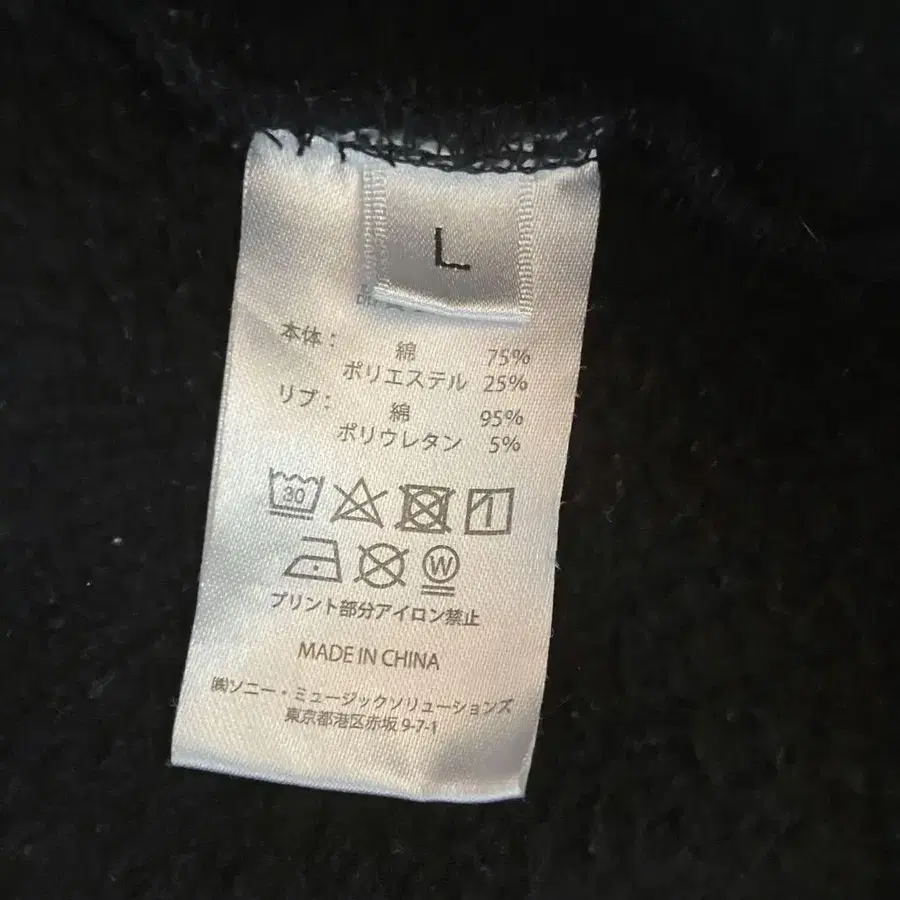 L
本体： 綿 75%
ポリエステル 25%
リブ： 綿 95%
ポリウレタン 5%
30
W
プリント部分アイロン禁止
MADE IN CHINA
㈱ソニー・ミュージックソリューションズ
東京都港区赤坂 9-7-1